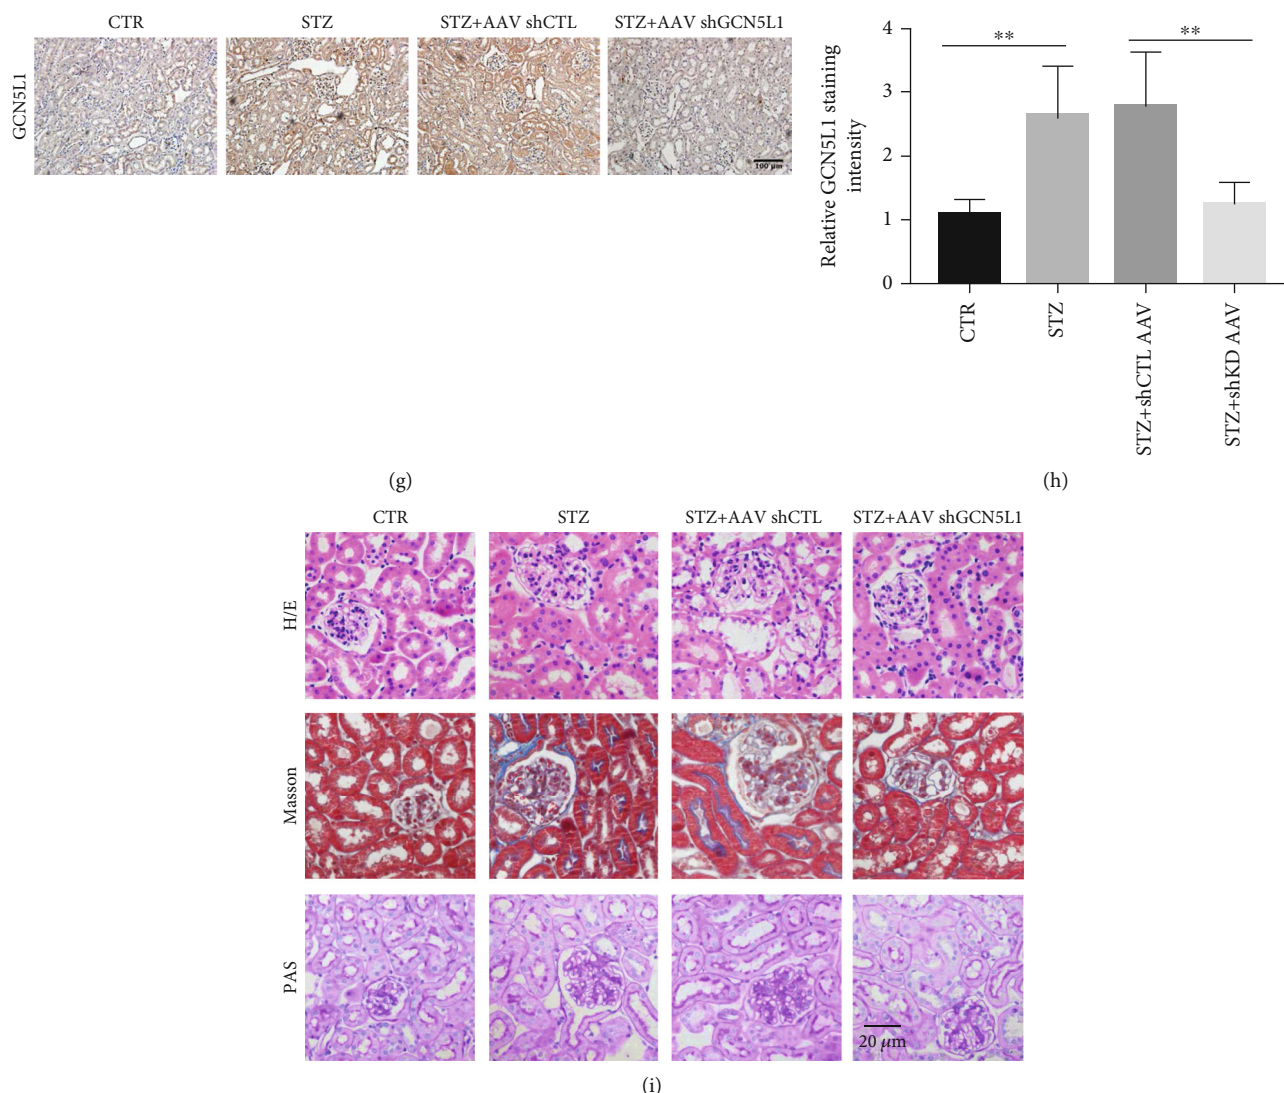 CTR
STZ
STZ+AAV shCTL
STZ+AAV shGCN5L1
GCN5L1
100 μm
(g)
Relative GCN5L1 staining
intensity
4
3
2
1
0
**
**
CTR
STZ
STZ+shCTL AAV
STZ+shKD AAV
(h)
CTR
STZ
STZ+AAV shCTL
STZ+AAV shGCN5L1
H/E
Masson
PAS
20 μm
(i)